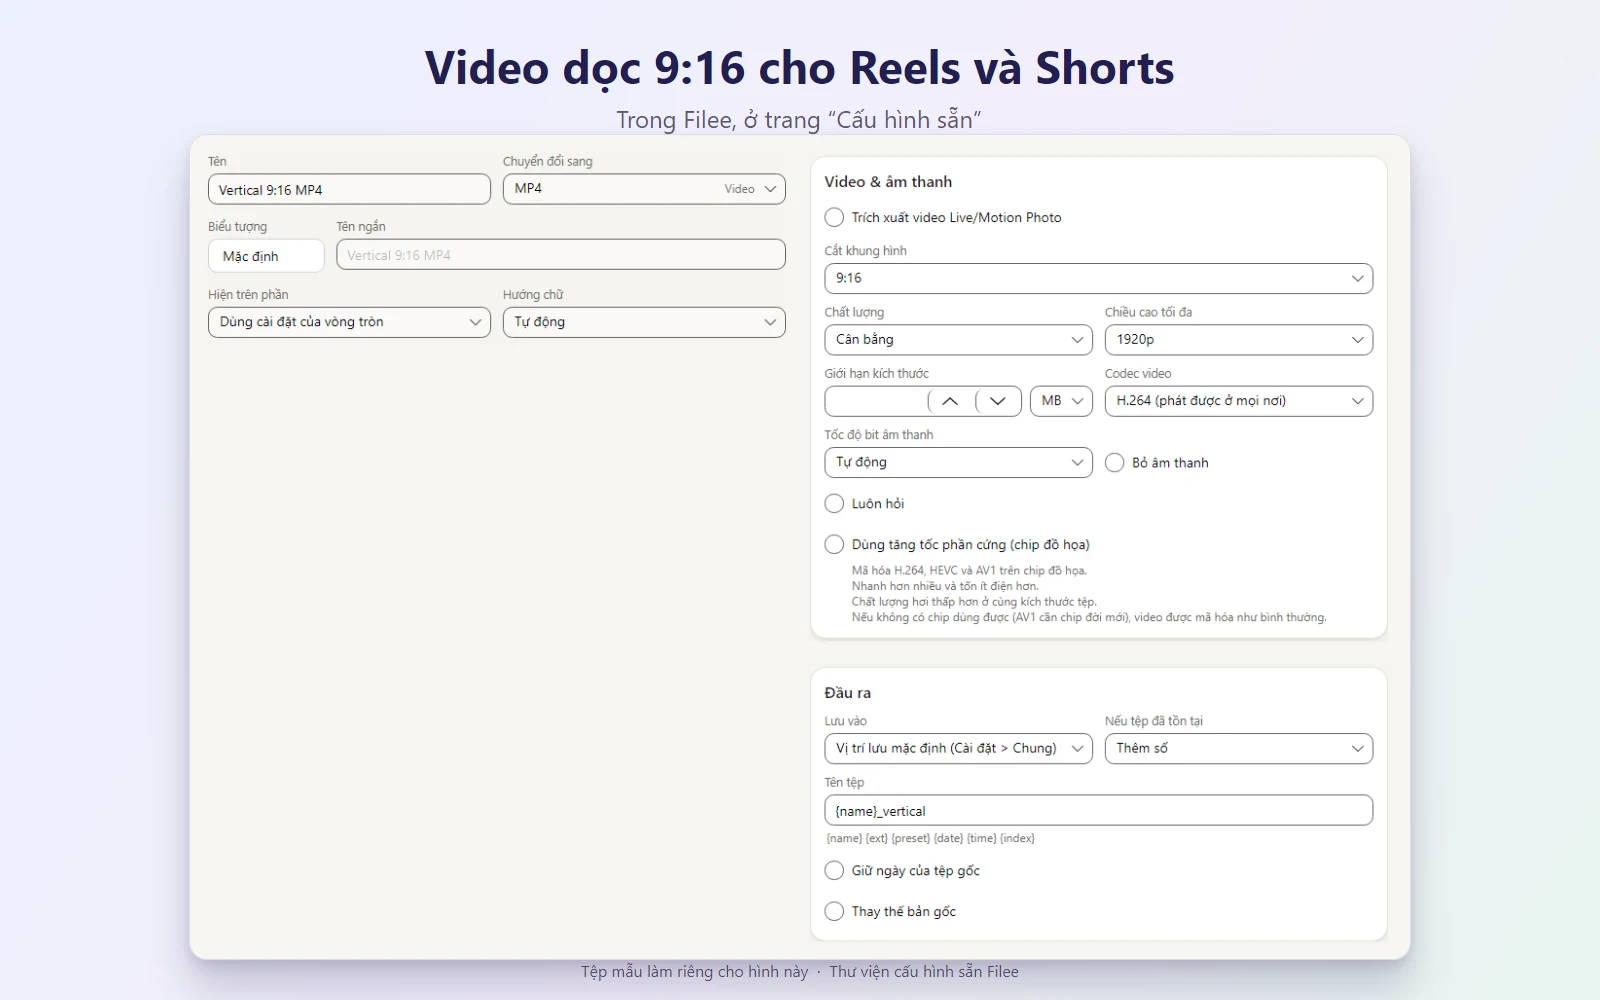 Video dọc 9:16 cho Reels và Shorts
Trong Filee, ở trang “Cấu hình sẵn”
Tên
Vertical 9:16 MP4
Chuyển đổi sang
MP4
Video
Biểu tượng
Mặc định
Tên ngắn
Vertical 9:16 MP4
Hiện trên phần
Dùng cài đặt của vòng tròn
Hướng chữ
Tự động
Video & âm thanh
Trích xuất video Live/Motion Photo
Cắt khung hình
9:16
Chất lượng
Cân bằng
Chiều cao tối đa
1920p
Giới hạn kích thước
MB
Codec video
H.264 (phát được ở mọi nơi)
Tốc độ bit âm thanh
Tự động
Bỏ âm thanh
Luôn hỏi
Dùng tăng tốc phần cứng (chip đồ họa)
Mã hóa H.264, HEVC và AV1 trên chip đồ họa.
Nhanh hơn nhiều và tốn ít điện hơn.
Chất lượng hơi thấp hơn ở cùng kích thước tệp.
Nếu không có chip dùng được (AV1 cần chip đời mới), video được mã hóa như bình thường.
Đầu ra
Lưu vào
Vị trí lưu mặc định (Cài đặt > Chung)
Nếu tệp đã tồn tại
Thêm số
Tên tệp
{name}_vertical
{name} {ext} {preset} {date} {time} {index}
Giữ ngày của tệp gốc
Thay thế bản gốc
Tệp mẫu làm riêng cho hình này · Thư viện cấu hình sẵn Filee